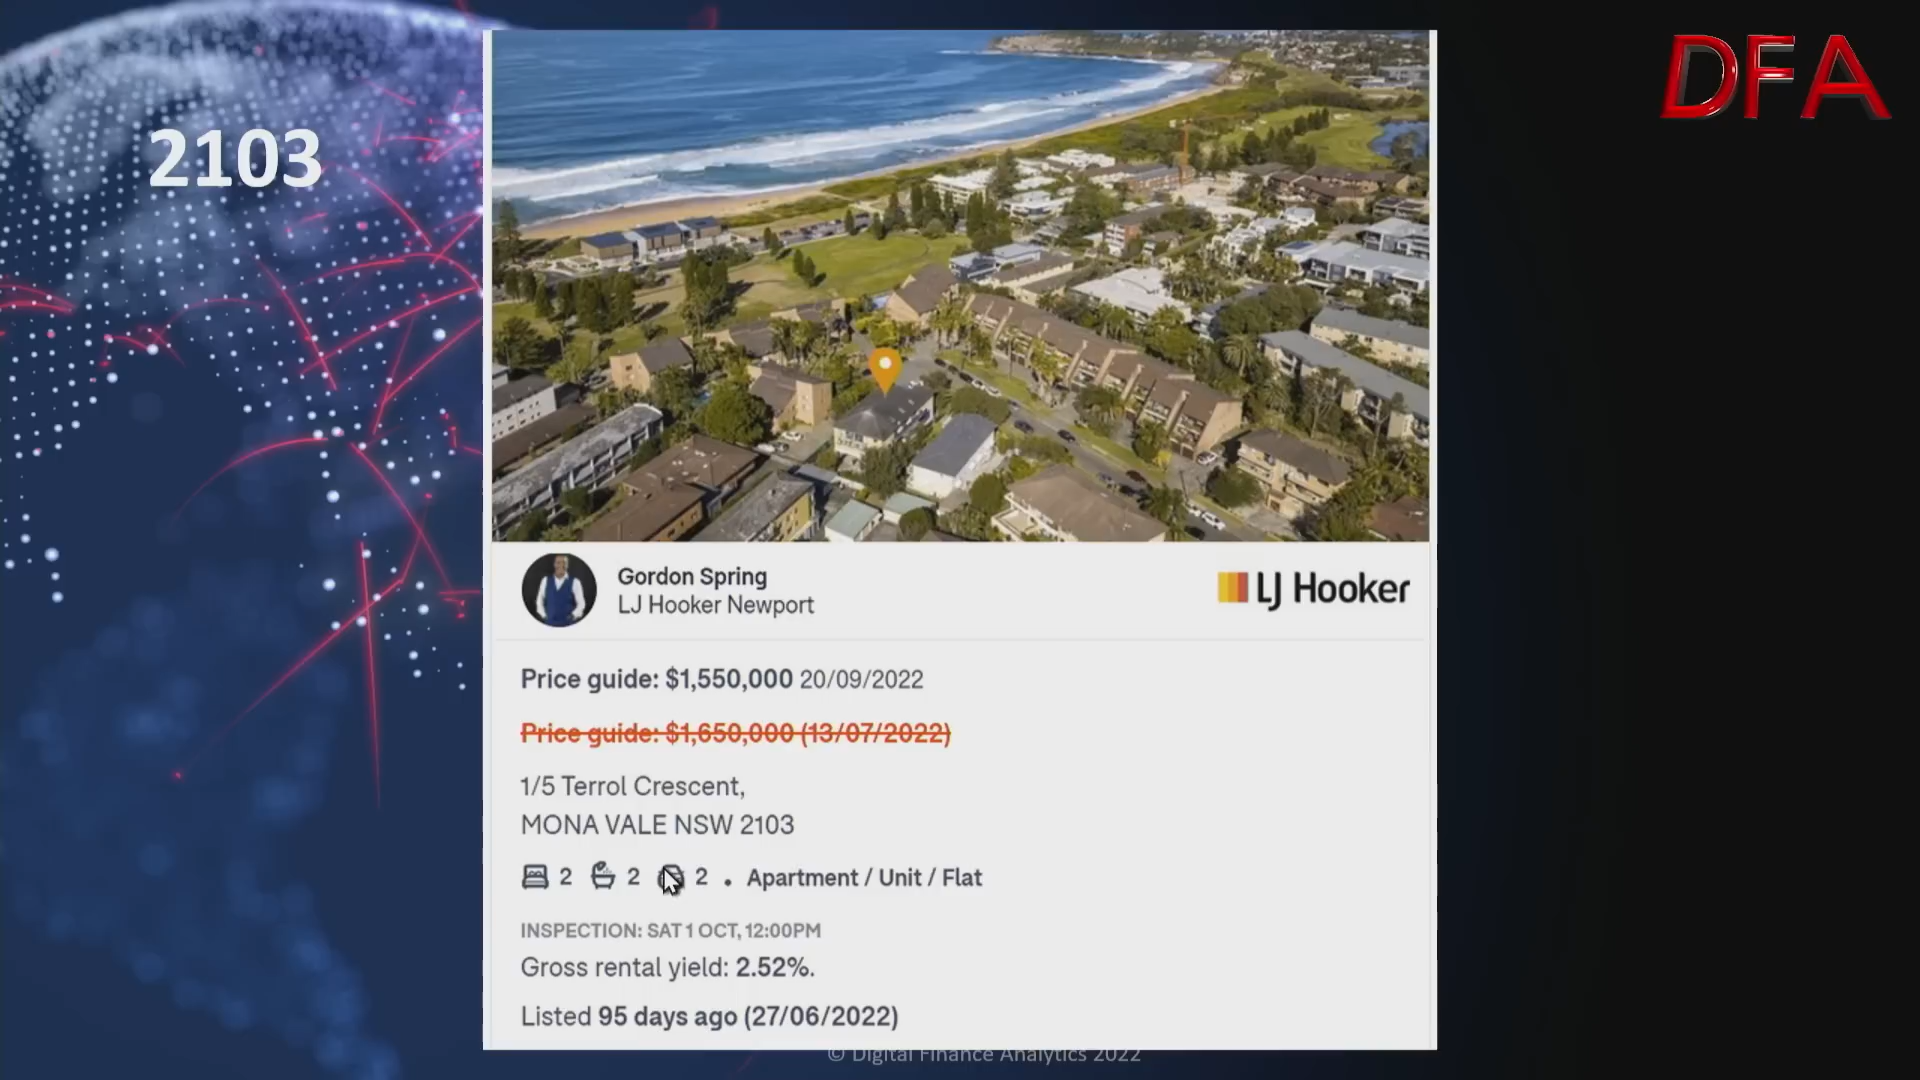 2103
DFA
Gordon Spring
LJ Hooker Newport
LJ Hooker
Price guide: $1,550,000 20/09/2022
Price guide: $1,650,000 (13/07/2022)
1/5 Terrol Crescent,
MONA VALE NSW 2103
2 2 2 . Apartment / Unit / Flat
INSPECTION: SAT 1 OCT, 12:00PM
Gross rental yield: 2.52%.
Listed 95 days ago (27/06/2022)
© Digital Finance Analytics 2022